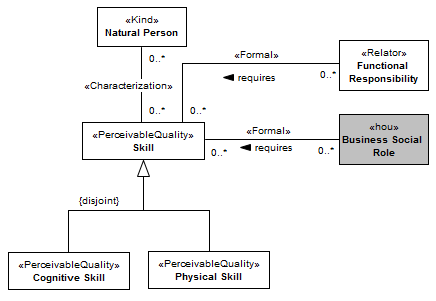 «Kind»
Natural Person
0..*
«Characterization»
0..*
«Formal»
requires
0..*
0..*
«Relator»
Functional
Responsibility
«PerceivableQuality»
Skill
«Formal»
requires
0..*
0..*
«hou»
Business Social
Role
{disjoint}
«PerceivableQuality»
Cognitive Skill
«PerceivableQuality»
Physical Skill